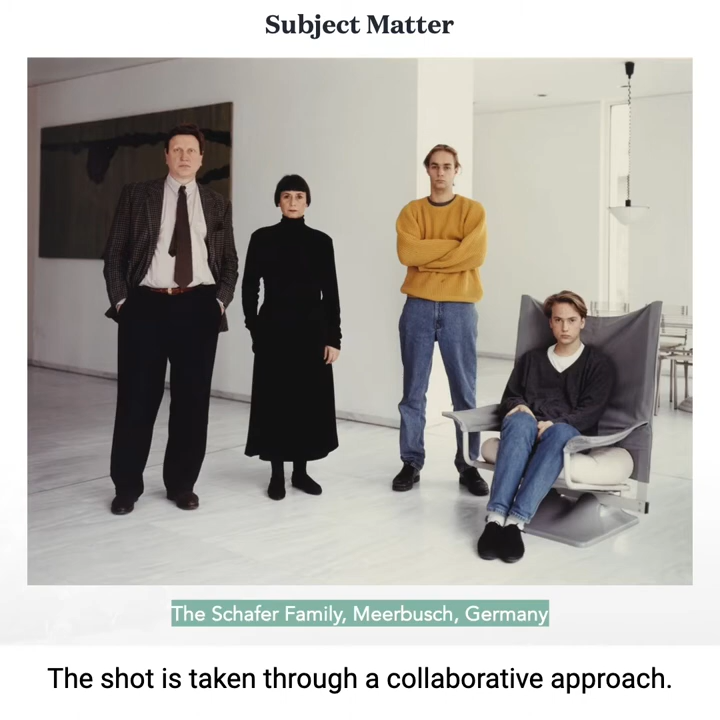 Subject Matter
The Schafer Family, Meerbusch, Germany
The shot is taken through a collaborative approach.